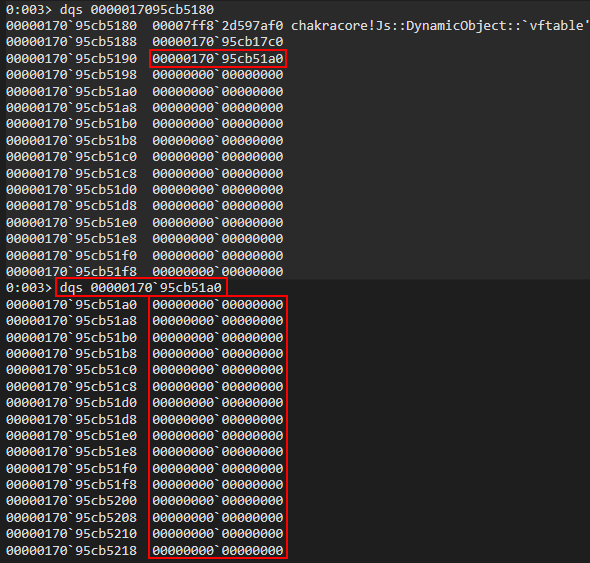 0:003> dqs 0000017095cb5180
00000170`95cb5180  00007ff8`2d597af0 chakracore!Js::DynamicObject::`vftable'
00000170`95cb5188  00000170`95cb17c0
00000170`95cb5190  00000170`95cb51a0
00000170`95cb5198  00000000`00000000
00000170`95cb51a0  00000000`00000000
00000170`95cb51a8  00000000`00000000
00000170`95cb51b0  00000000`00000000
00000170`95cb51b8  00000000`00000000
00000170`95cb51c0  00000000`00000000
00000170`95cb51c8  00000000`00000000
00000170`95cb51d0  00000000`00000000
00000170`95cb51d8  00000000`00000000
00000170`95cb51e0  00000000`00000000
00000170`95cb51e8  00000000`00000000
00000170`95cb51f0  00000000`00000000
00000170`95cb51f8  00000000`00000000
0:003> dqs 00000170`95cb51a0
00000170`95cb51a0  00000000`00000000
00000170`95cb51a8  00000000`00000000
00000170`95cb51b0  00000000`00000000
00000170`95cb51b8  00000000`00000000
00000170`95cb51c0  00000000`00000000
00000170`95cb51c8  00000000`00000000
00000170`95cb51d0  00000000`00000000
00000170`95cb51d8  00000000`00000000
00000170`95cb51e0  00000000`00000000
00000170`95cb51e8  00000000`00000000
00000170`95cb51f0  00000000`00000000
00000170`95cb51f8  00000000`00000000
00000170`95cb5200  00000000`00000000
00000170`95cb5208  00000000`00000000
00000170`95cb5210  00000000`00000000
00000170`95cb5218  00000000`00000000